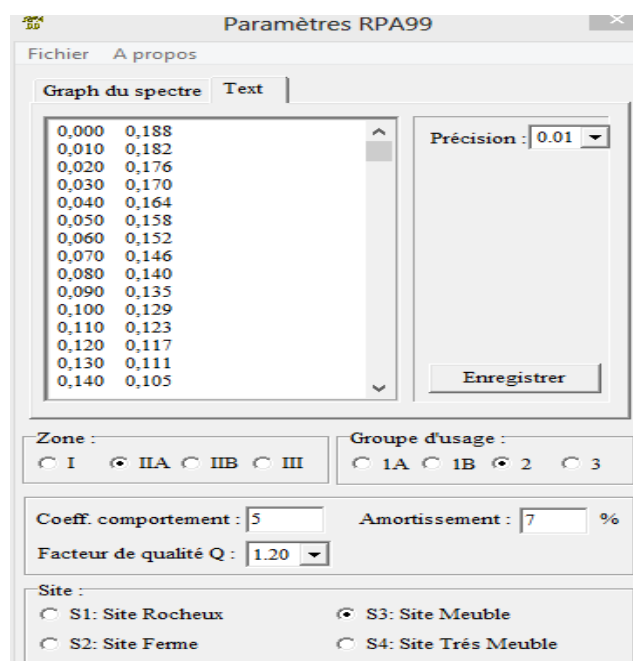 Paramètres RPA99
Fichier A propos
Graph du spectre Text
0,000 0,188
0,010 0,182
0,020 0,176
0,030 0,170
0,040 0,164
0,050 0,158
0,060 0,152
0,070 0,146
0,080 0,140
0,090 0,135
0,100 0,129
0,110 0,123
0,120 0,117
0,130 0,111
0,140 0,105
Précision : 0.01
Enregistrer
Zone :
I IIA IIB III
Groupe d'usage :
1A 1B 2 3
Coeff. comportement : 5 Amortissement : 7 %
Facteur de qualité Q : 1.20
Site :
S1: Site Rocheux S3: Site Meuble
S2: Site Ferme S4: Site Trés Meuble